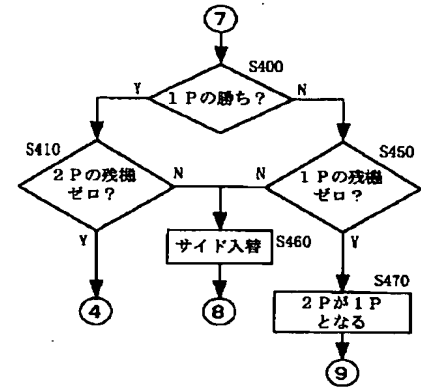 7
S400
Y
1Pの勝ち?
N
S410
2Pの残機
ゼロ?
N
N
S450
1Pの残機
ゼロ?
Y
サイド入替
S460
Y
S470
4
8
2Pが1P
となる
9